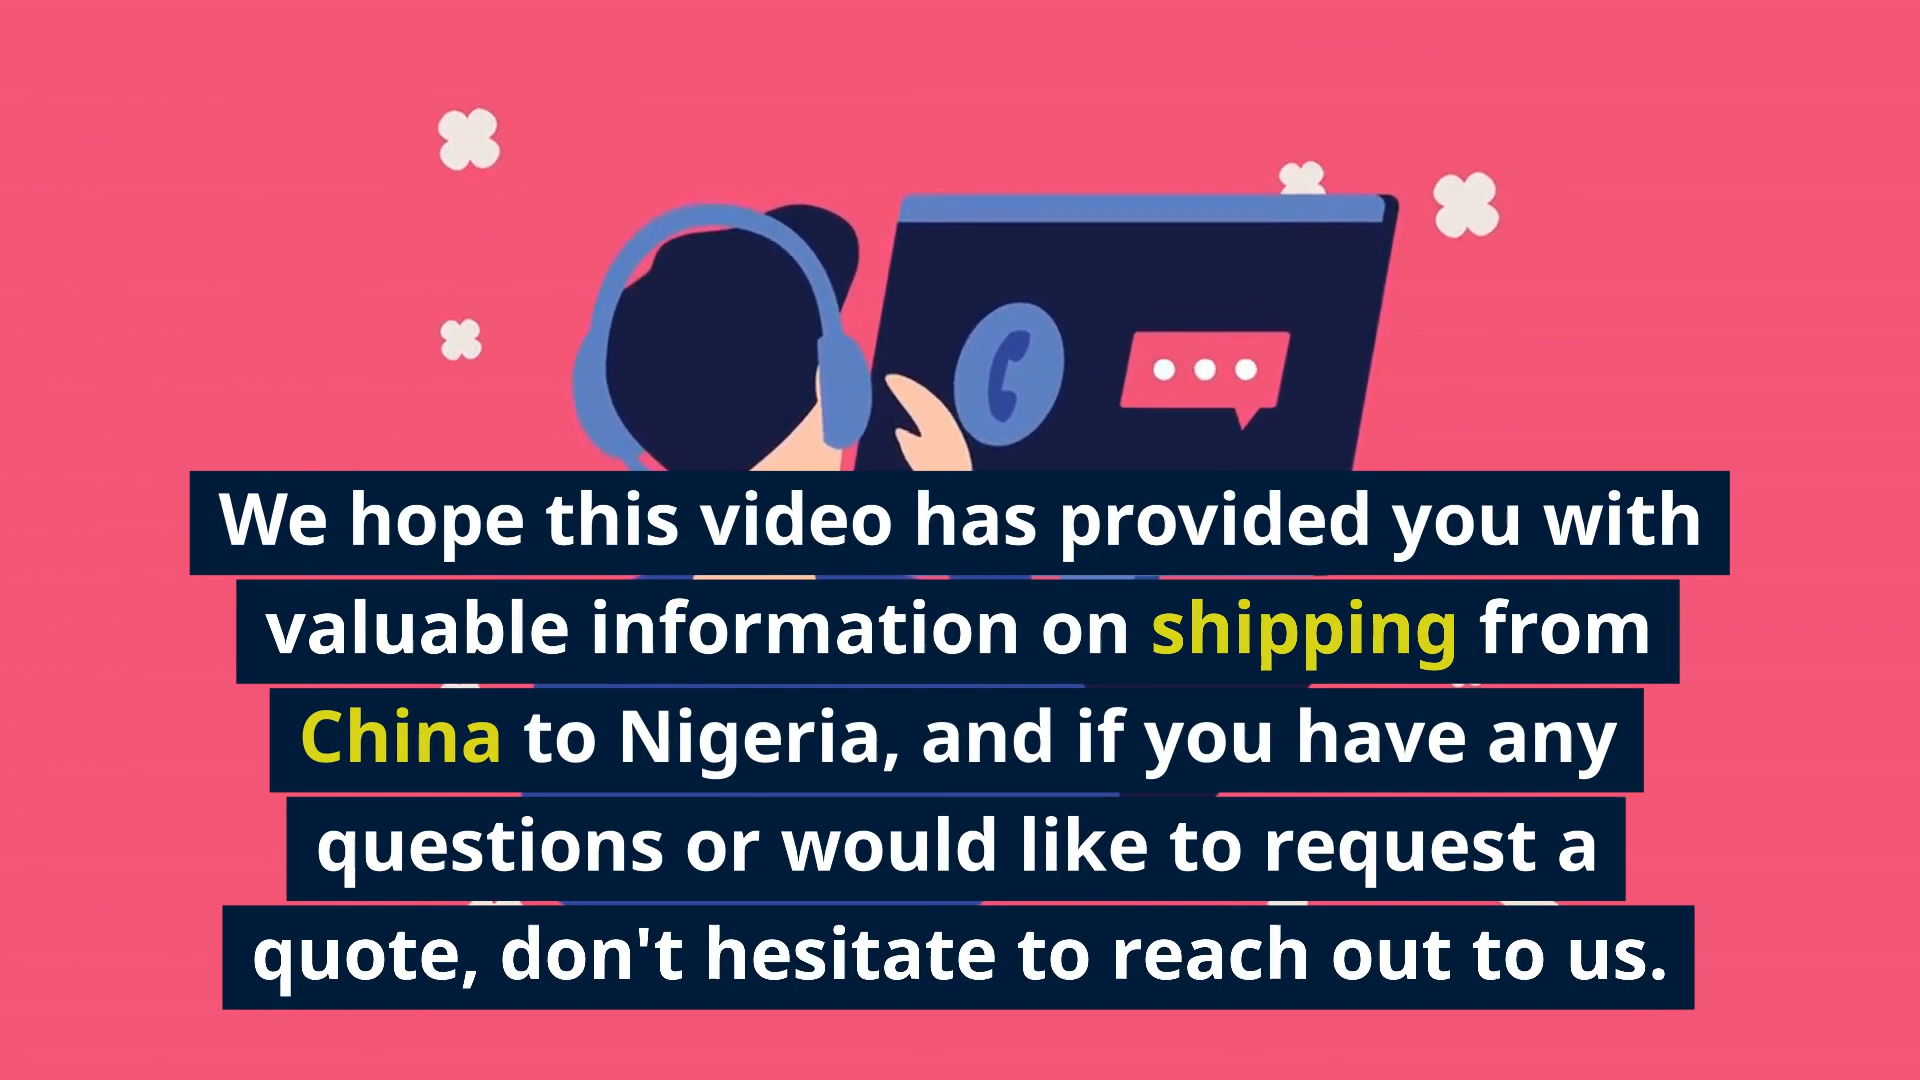 We hope this video has provided you with
valuable information on shipping from
China to Nigeria, and if you have any
questions or would like to request a
quote, don't hesitate to reach out to us.